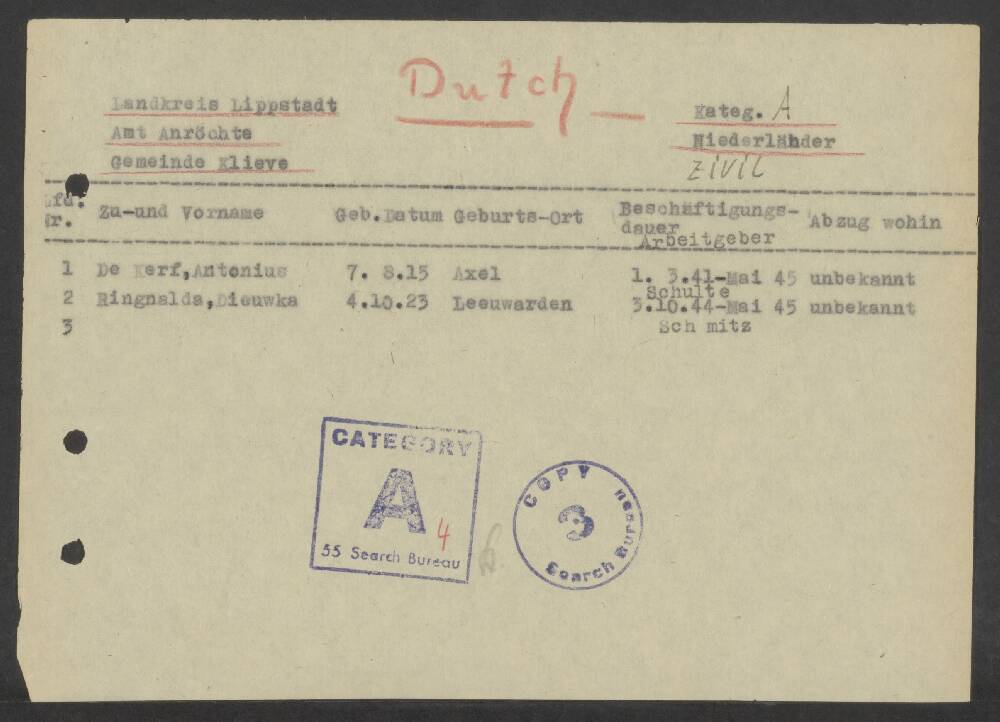 Dutch
Landkreis Lippstadt
Kateg. A
Amt Anröchte
Niederländer
Gemeinde Klieve
ZIVIL
Lfd. Zu-und Vorname Geb.Datum Geburts-Ort Beschäftigungs- Abzug wohin
Nr. dauer
Arbeitgeber
1 De Kerf,Antonius 7. 8.15 Axel 1. 3.41-Mai 45 unbekannt
Schulte
2 Ringnalda,Dieuwka 4.10.23 Leeuwarden 3.10.44-Mai 45 unbekannt
3 Schmitz
CATEGORY
A
4
55 Search Bureau
COPY
3
Search Bureau